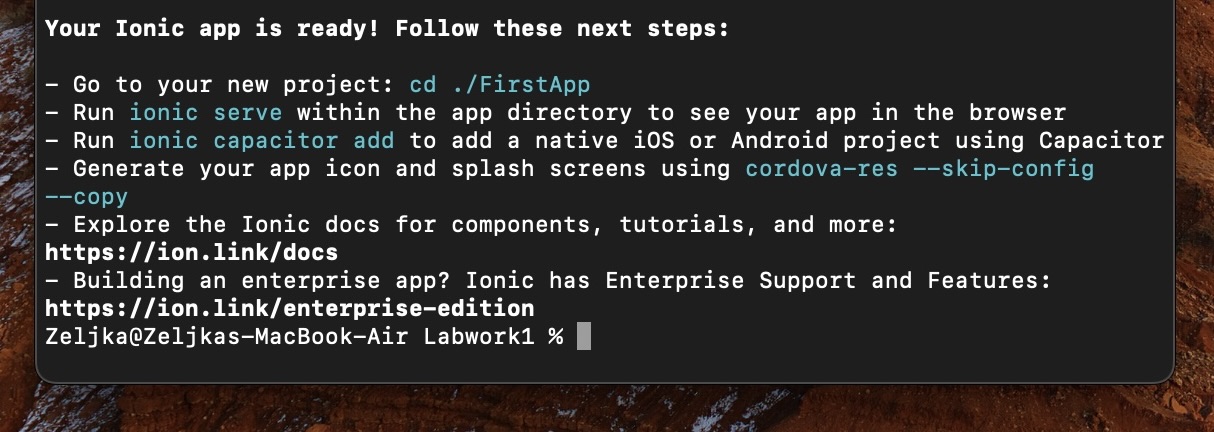 Your Ionic app is ready! Follow these next steps:
- Go to your new project: cd ./FirstApp
- Run ionic serve within the app directory to see your app in the browser
- Run ionic capacitor add to add a native iOS or Android project using Capacitor
- Generate your app icon and splash screens using cordova-res --skip-config
--copy
- Explore the Ionic docs for components, tutorials, and more:
https://ion.link/docs
- Building an enterprise app? Ionic has Enterprise Support and Features:
https://ion.link/enterprise-edition
Zeljka@Zeljkas-MacBook-Air Labwork1 %